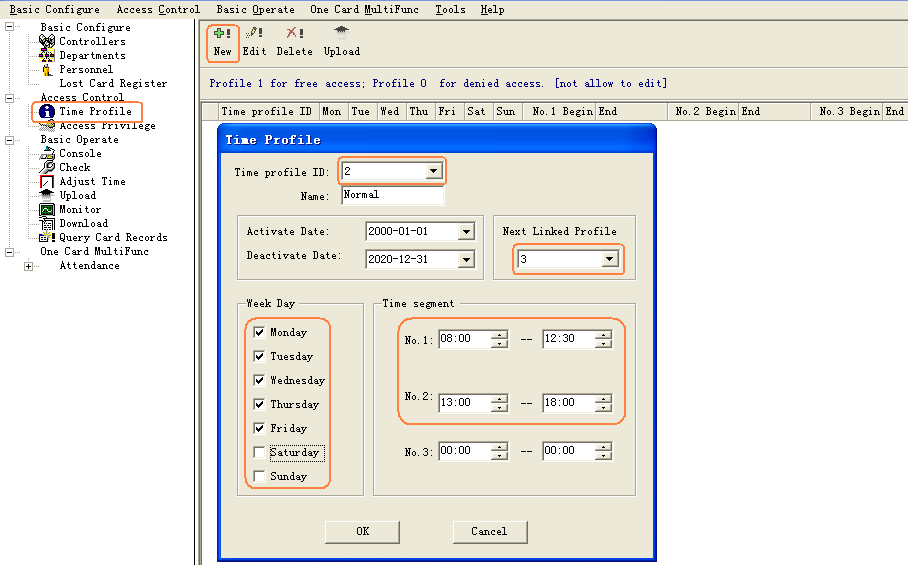 Basic Configure Access Control Basic Operate One Card MultiFunc Tools Help
Basic Configure
Controllers
Departments
Personnel
Lost Card Register
Access Control
Time Profile
Access Privilege
Basic Operate
Console
Check
Adjust Time
Upload
Monitor
Download
Query Card Records
One Card MultiFunc
Attendance
New Edit Delete Upload
Profile 1 for free access; Profile 0 for denied access. [not allow to edit]
Time profile ID Mon Tue Wed Thu Fri Sat Sun No.1 Begin End No.2 Begin End No.3 Begin End
Time Profile
Time profile ID: 2
Name: Normal
Activate Date: 2000-01-01
Deactivate Date: 2020-12-31
Next Linked Profile
3
Week Day
Monday
Tuesday
Wednesday
Thursday
Friday
Saturday
Sunday
Time segment
No.1: 08:00 -- 12:30
No.2: 13:00 -- 18:00
No.3: 00:00 -- 00:00
OK Cancel